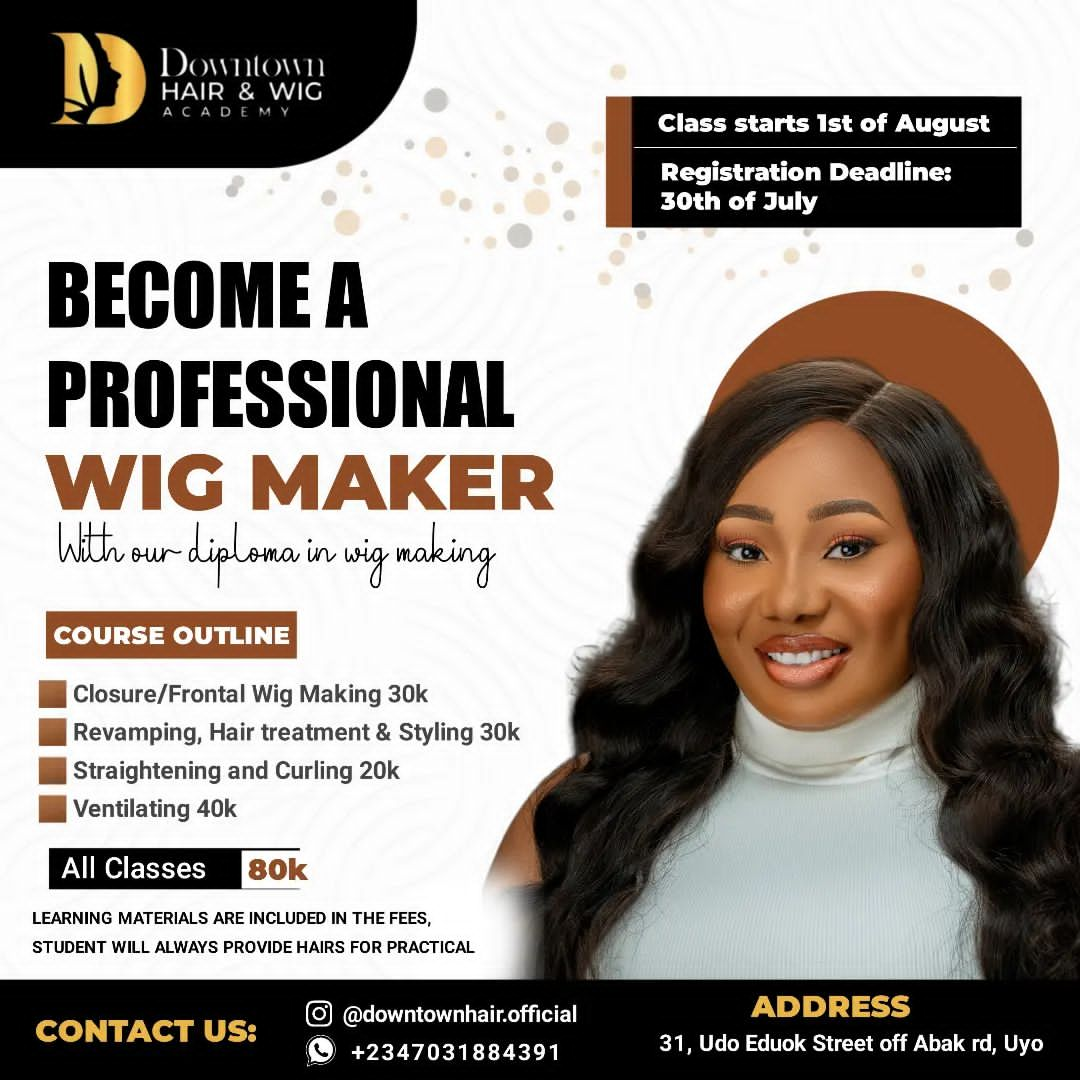 Downtown
HAIR & WIG
ACADEMY
Class starts 1st of August
Registration Deadline:
30th of July
BECOME A
PROFESSIONAL
WIG MAKER
With our diploma in wig making
COURSE OUTLINE
Closure/Frontal Wig Making 30k
Revamping, Hair treatment & Styling 30k
Straightening and Curling 20k
Ventilating 40k
All Classes 80k
LEARNING MATERIALS ARE INCLUDED IN THE FEES,
STUDENT WILL ALWAYS PROVIDE HAIRS FOR PRACTICAL
CONTACT US:
@downtownhair.official
+2347031884391
ADDRESS
31, Udo Eduok Street off Abak rd, Uyo